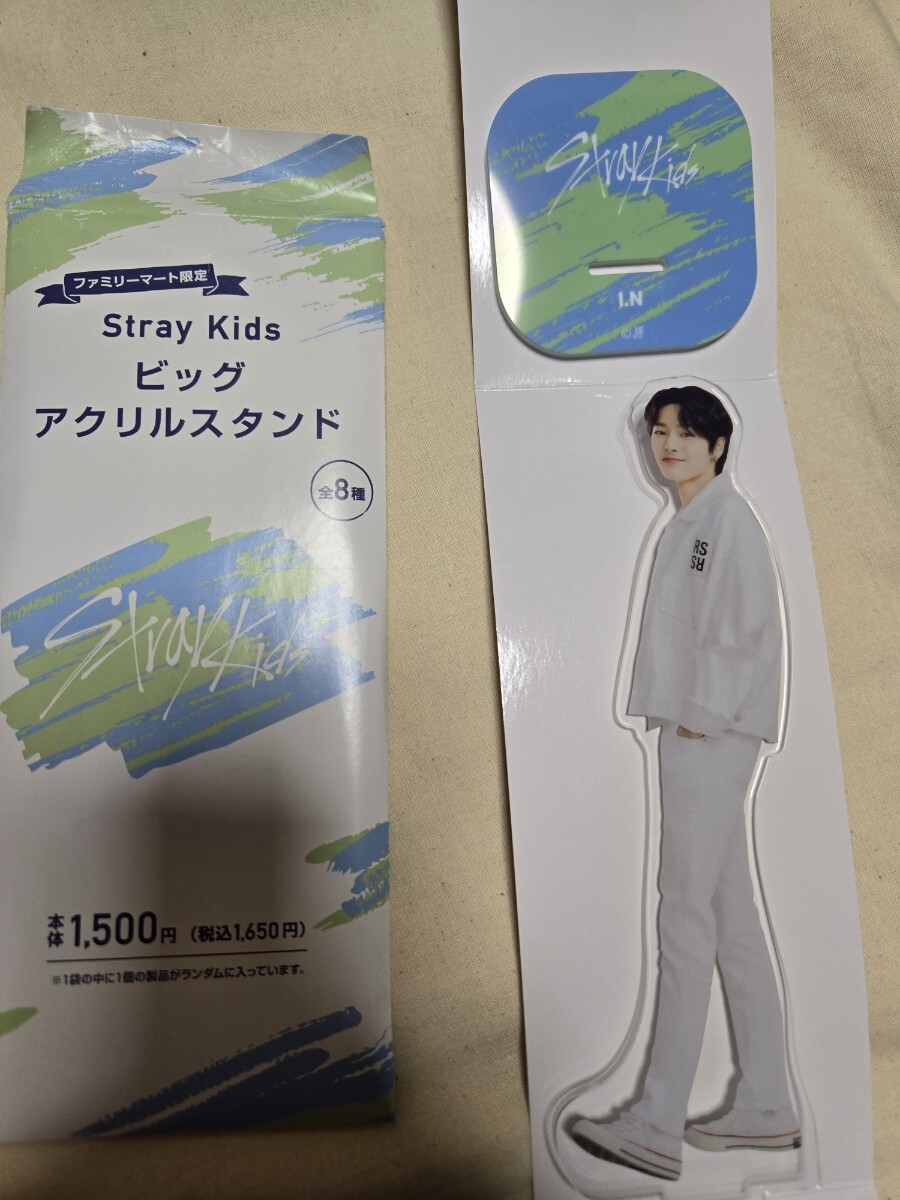 ファミリーマート限定
Stray Kids
ビッグ
アクリルスタンド
全8種
Stray Kids
本体1,500円 (税込1,650円)
※1袋の中に1個の製品がランダムに入っています。
Stray Kids
I.N
RS